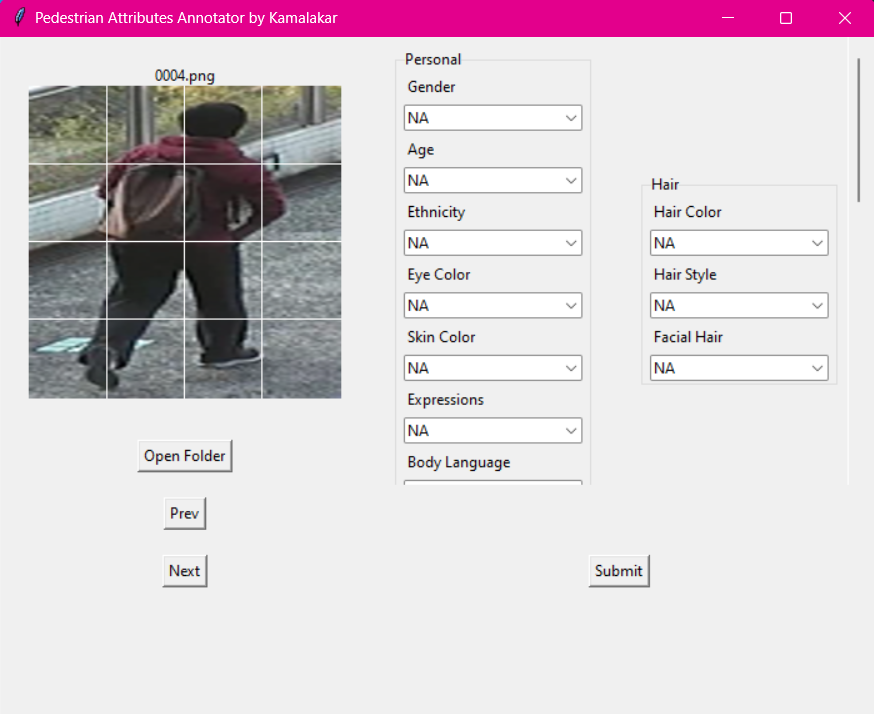 Pedestrian Attributes Annotator by Kamalakar
0004.png
Open Folder
Prev
Next
Personal
Gender
NA
Age
NA
Ethnicity
NA
Eye Color
NA
Skin Color
NA
Expressions
NA
Body Language
Hair
Hair Color
NA
Hair Style
NA
Facial Hair
NA
Submit